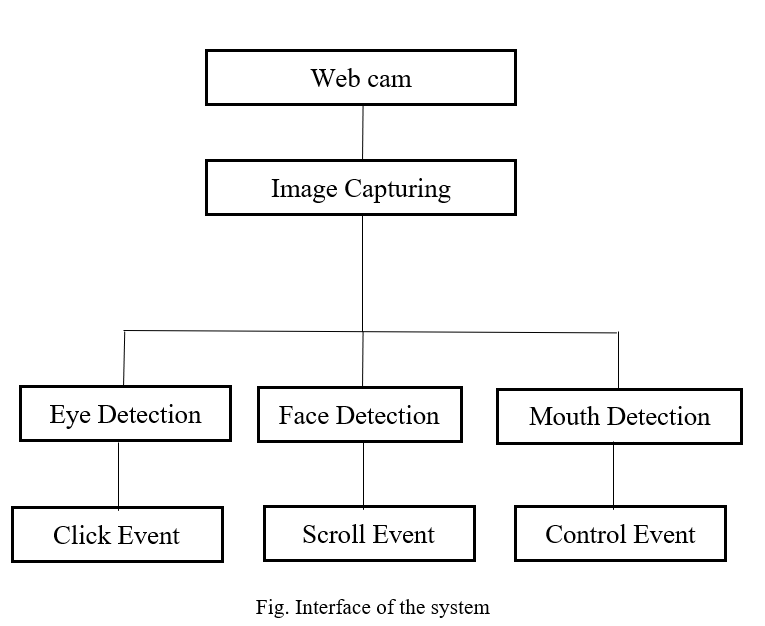 Web cam
Image Capturing
Eye Detection
Face Detection
Mouth Detection
Click Event
Scroll Event
Control Event
Fig. Interface of the system